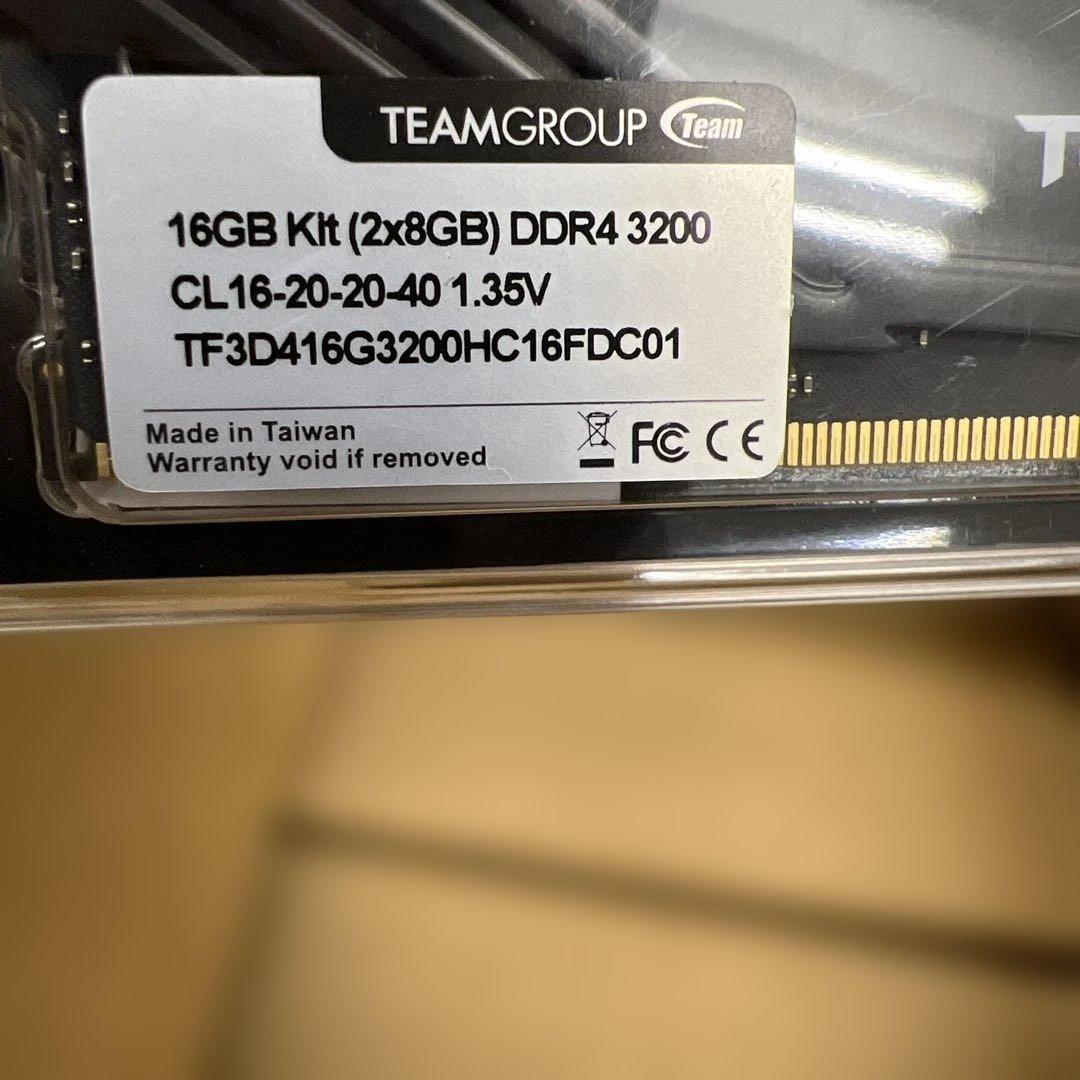 TEAMGROUP Team
16GB Kit (2x8GB) DDR4 3200
CL16-20-20-40 1.35V
TF3D416G3200HC16FDC01
Made in Taiwan
Warranty void if removed
FC CE
T